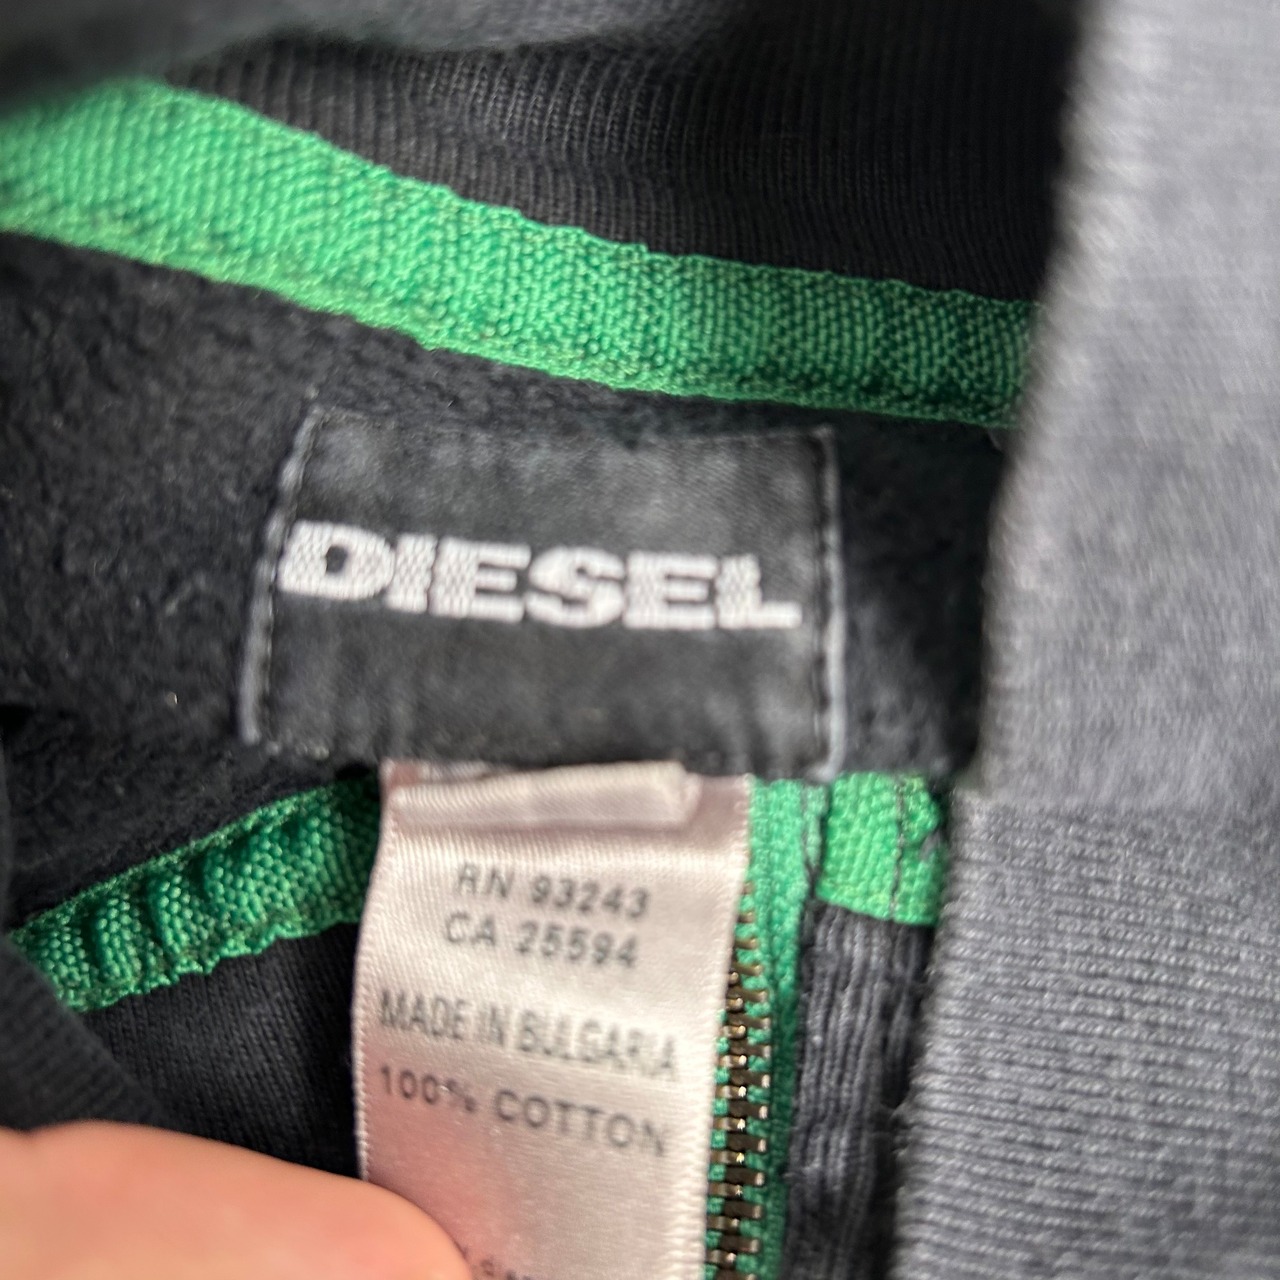 DIESEL
RN 93243
CA 25594
MADE IN BULGARIA
100% COTTON